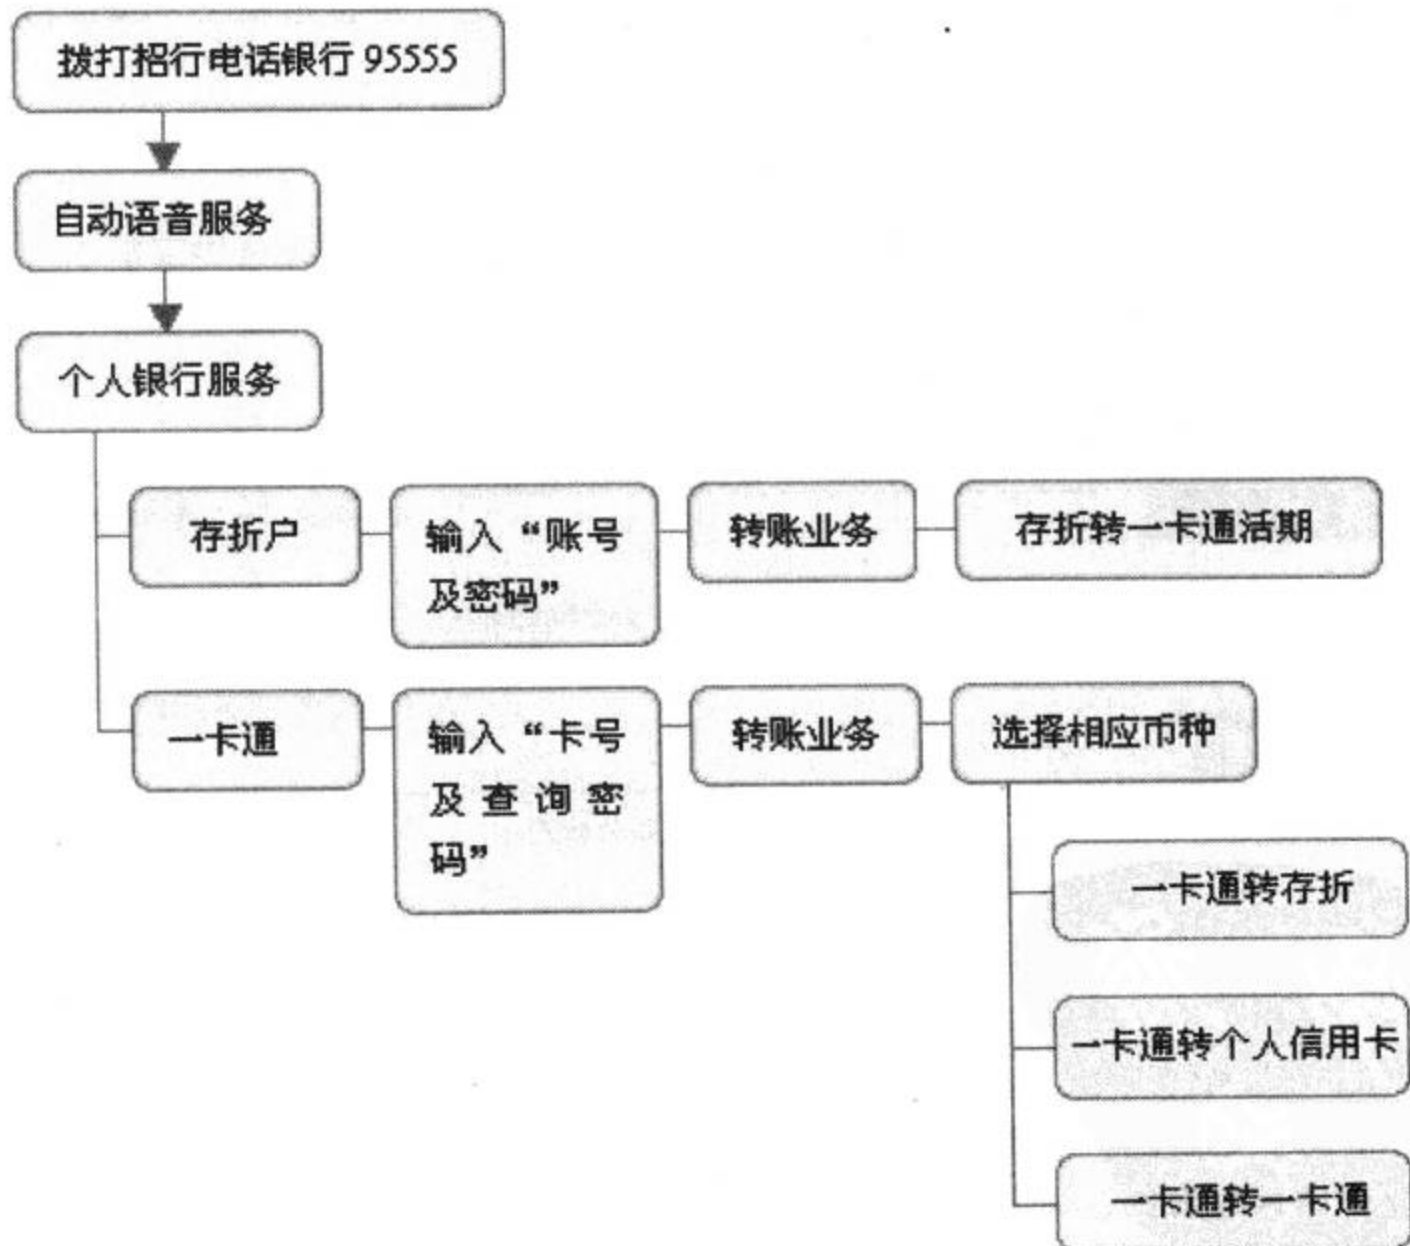 拨打招行电话银行 95555
自动语音服务
个人银行服务
存折户
输入“账号
及密码”
转账业务
存折转一卡通活期
一卡通
输入“卡号
及查询密
码”
转账业务
选择相应币种
一卡通转存折
一卡通转个人信用卡
一卡通转一卡通